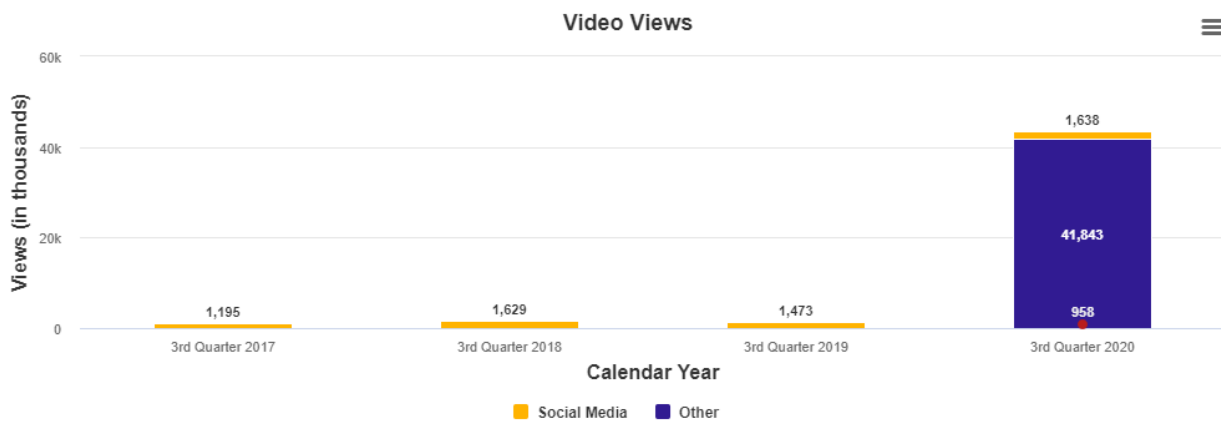 Video Views
Views (in thousands)
60k
40k
20k
0
1,195
1,629
1,473
1,638
41,843
958
3rd Quarter 2017
3rd Quarter 2018
3rd Quarter 2019
3rd Quarter 2020
Calendar Year
Social Media
Other